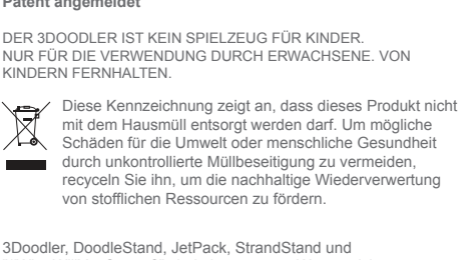 Patent angemeldet
DER 3DOODLER IST KEIN SPIELZEUG FÜR KINDER.
NUR FÜR DIE VERWENDUNG DURCH ERWACHSENE. VON
KINDERN FERNHALTEN.
Diese Kennzeichnung zeigt an, dass dieses Produkt nicht
mit dem Hausmüll entsorgt werden darf. Um mögliche
Schäden für die Umwelt oder menschliche Gesundheit
durch unkontrollierte Müllbeseitigung zu vermeiden,
recyceln Sie ihn, um die nachhaltige Wiederverwertung
von stofflichen Ressourcen zu fördern.
3Doodler, DoodleStand, JetPack, StrandStand und